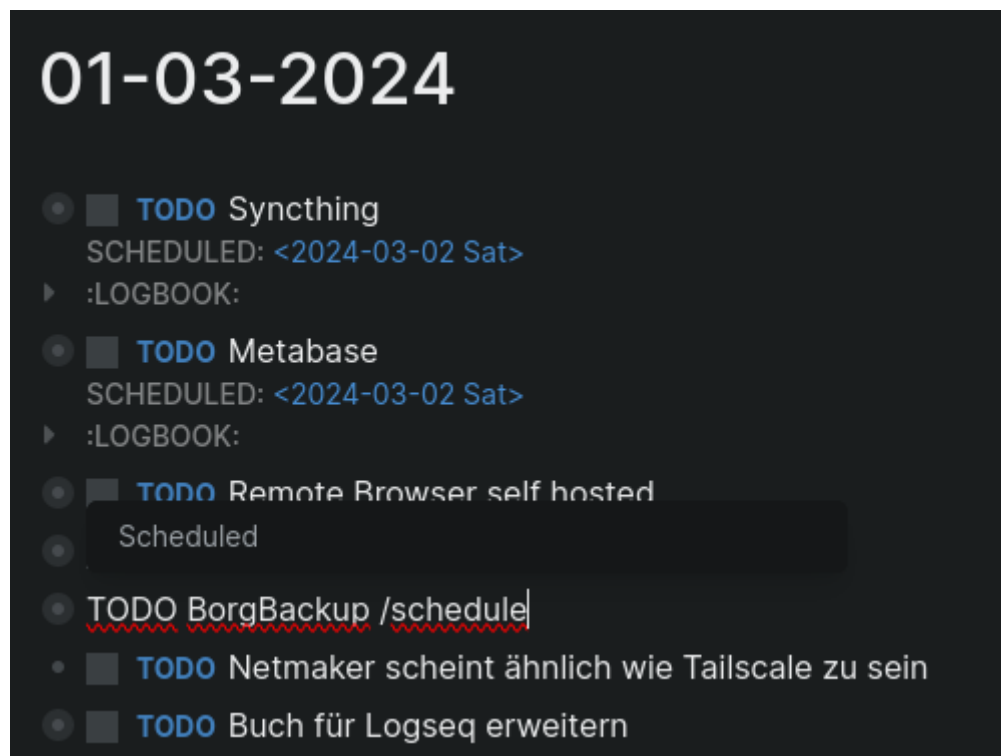 01-03-2024
TODO Syncthing
SCHEDULED: <2024-03-02 Sat>
:LOGBOOK:
TODO Metabase
SCHEDULED: <2024-03-02 Sat>
:LOGBOOK:
TODO Remote Browser self hosted
Scheduled
TODO BorgBackup /schedule
TODO Netmaker scheint ähnlich wie Tailscale zu sein
TODO Buch für Logseq erweitern